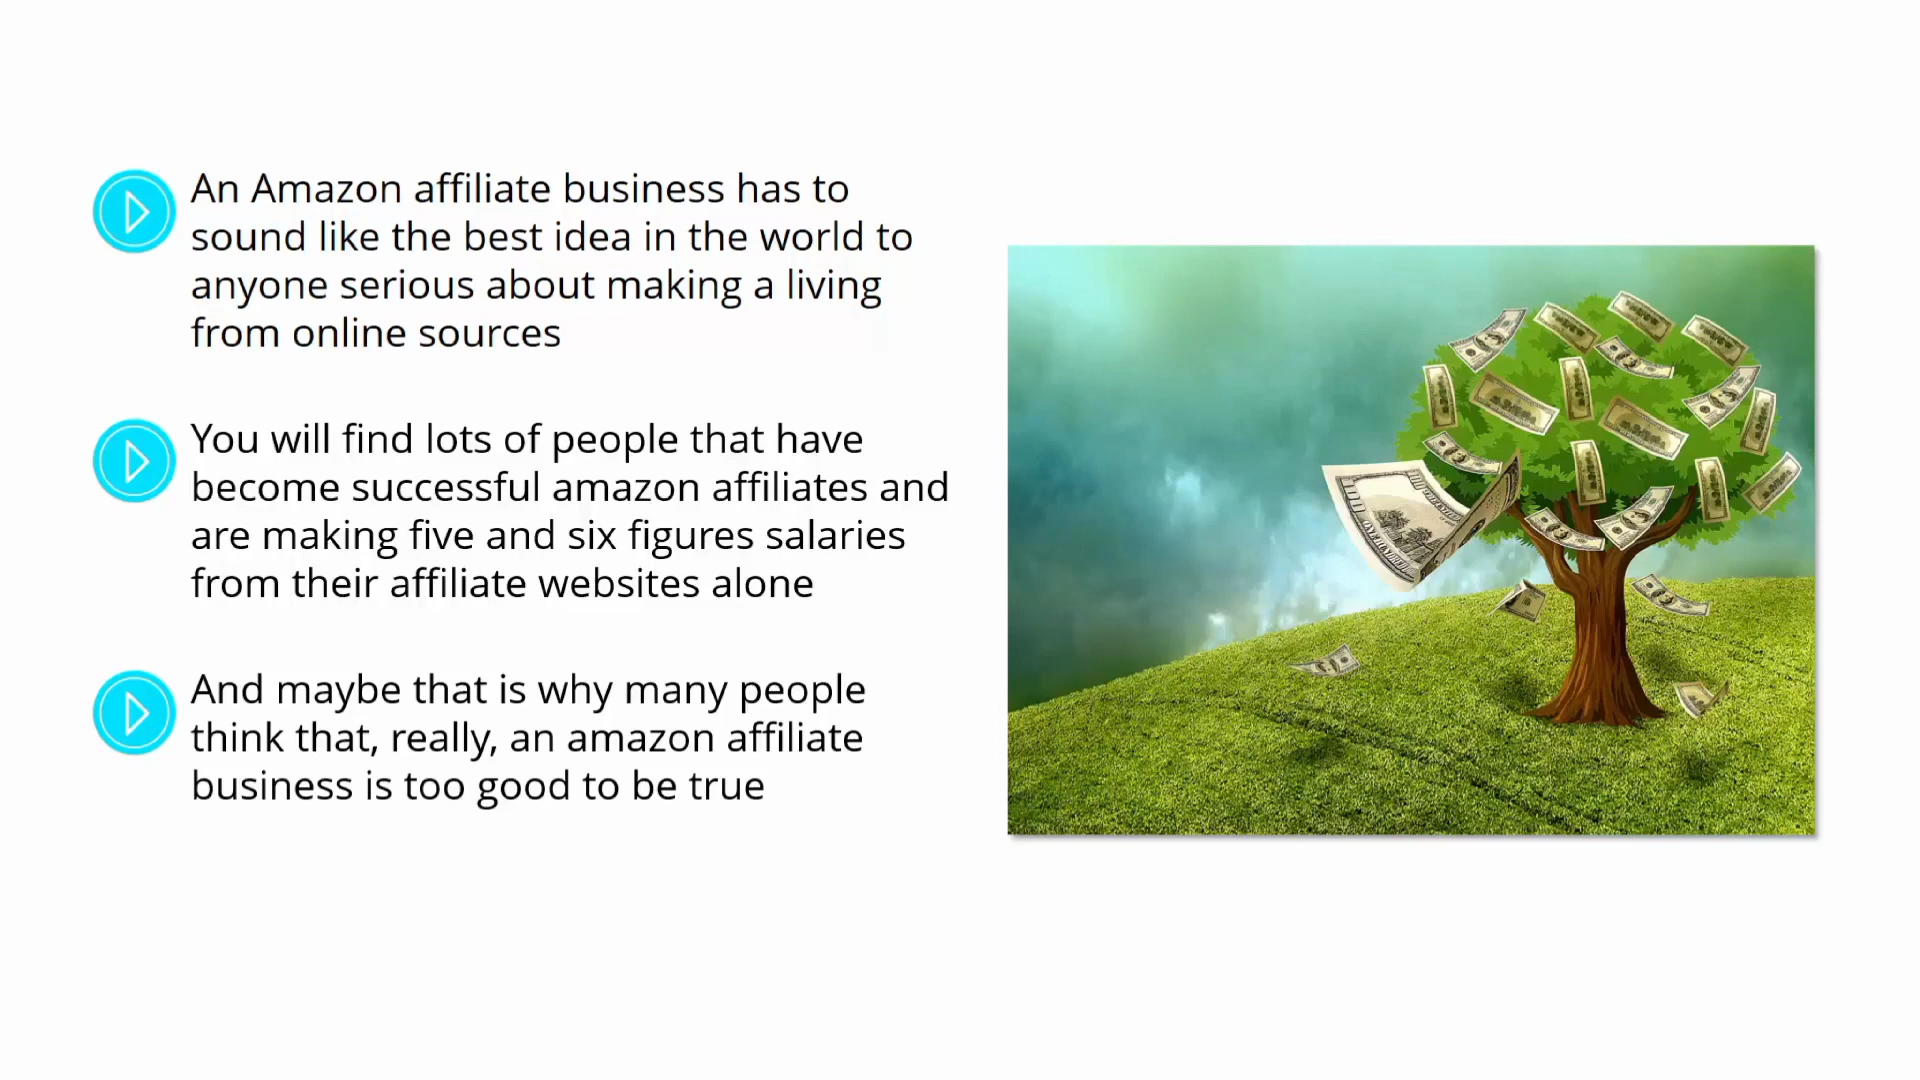 An Amazon affiliate business has to
sound like the best idea in the world to
anyone serious about making a living
from online sources
You will find lots of people that have
become successful amazon affiliates and
are making five and six figures salaries
from their affiliate websites alone
And maybe that is why many people
think that, really, an amazon affiliate
business is too good to be true